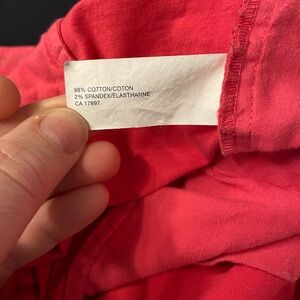 98% COTTON/COTON
2% SPANDEX/ELASTHANNE
CA 17897